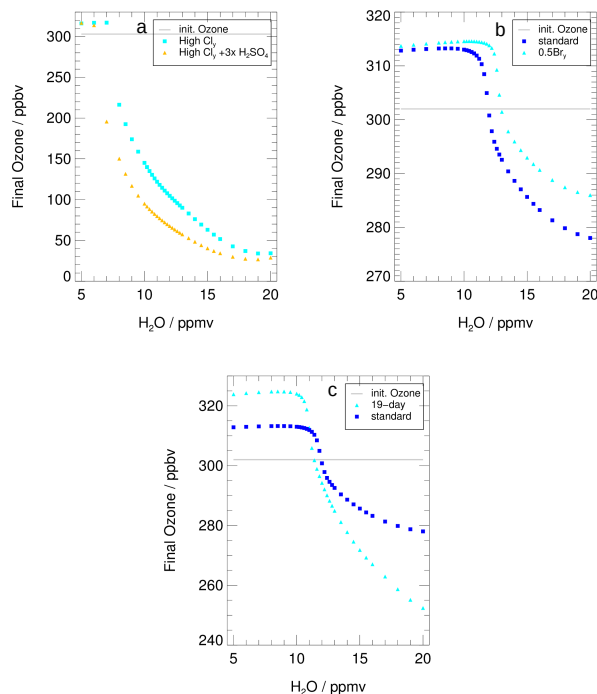 a
init. Ozone
High Cly
High Cly +3x H2SO4
Final Ozone / ppbv
300
250
200
150
100
50
0
5 10 15 20
H2O / ppmv
b
init. Ozone
standard
0.5Bry
Final Ozone / ppbv
320
310
300
290
280
270
5 10 15 20
H2O / ppmv
c
init. Ozone
19−day
standard
Final Ozone / ppbv
320
300
280
260
240
5 10 15 20
H2O / ppmv